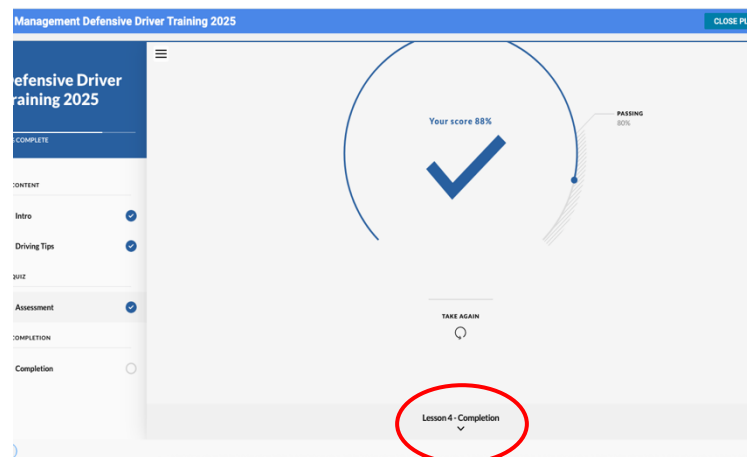 Management Defensive Driver Training 2025
CLOSE PL
efensive Driver
raining 2025
COMPLETE
CONTENT
Intro
Driving Tips
QUIZ
Assessment
COMPLETION
Completion
Your score 88%
PASSING
80%
TAKE AGAIN
Lesson 4 - Completion